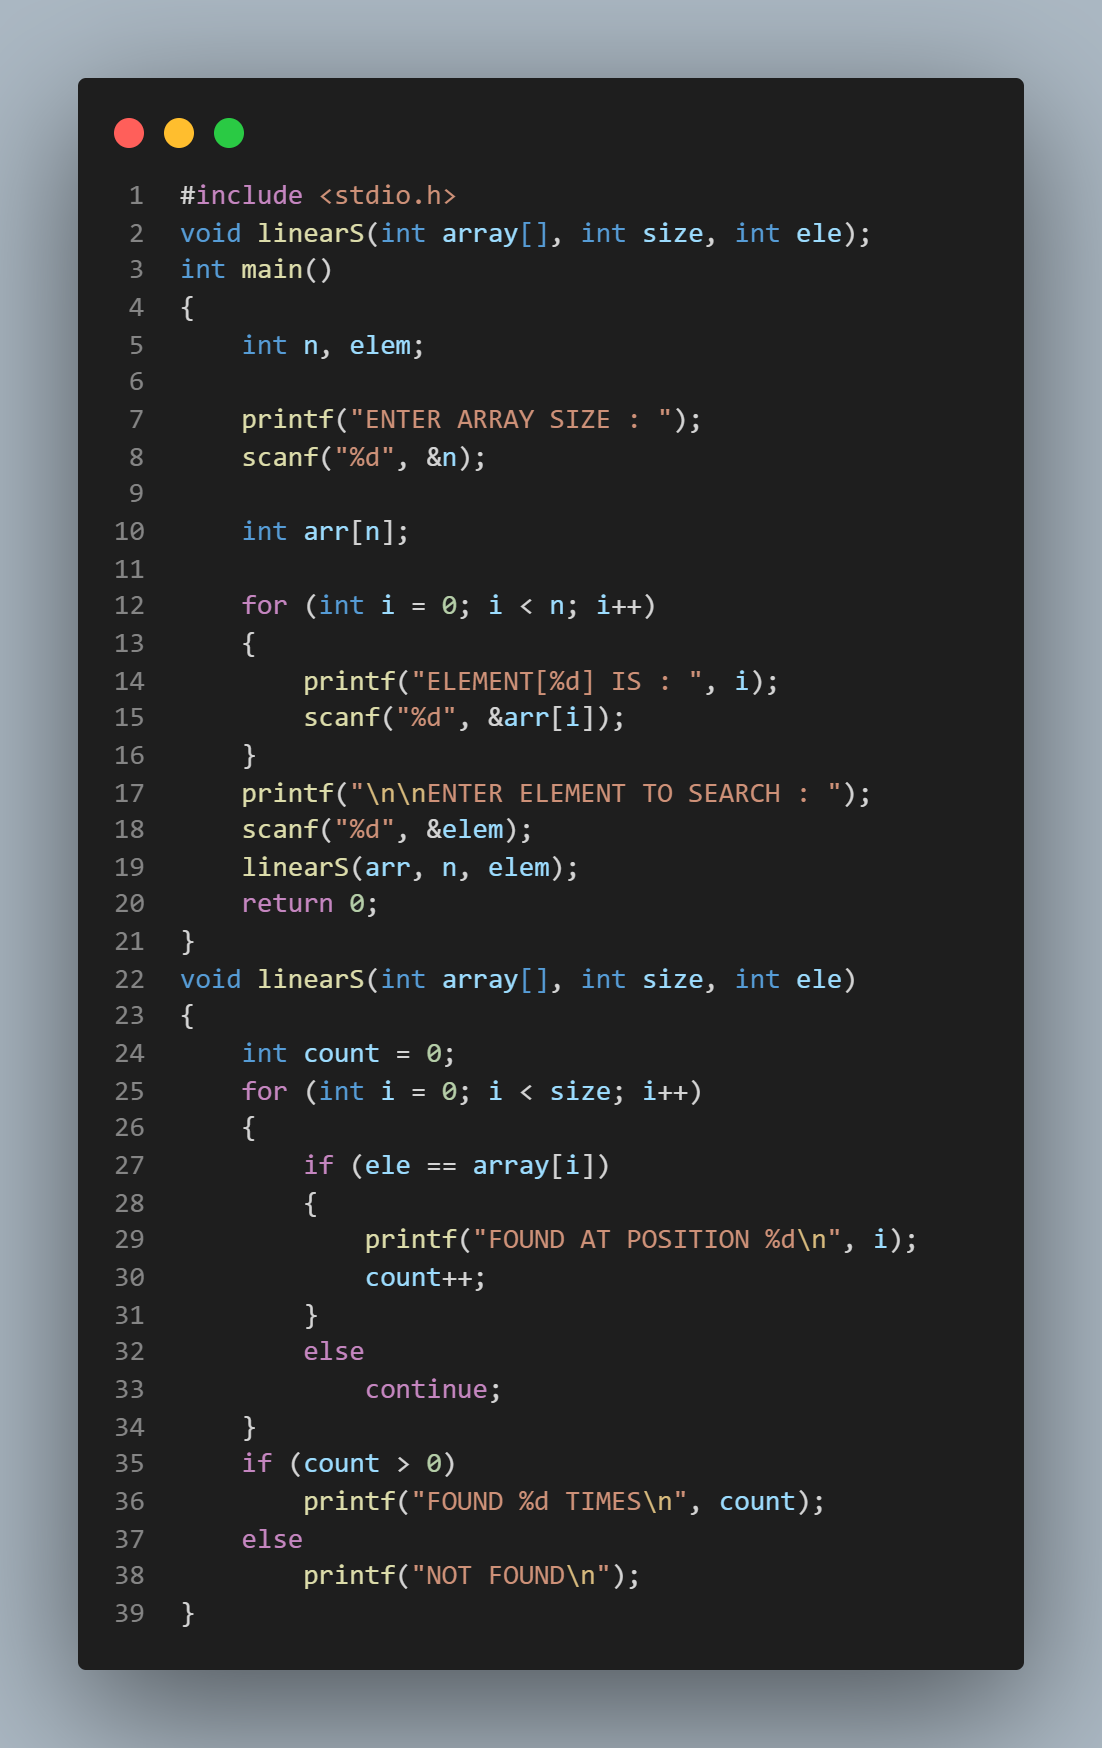 1 #include <stdio.h>
2 void linearS(int array[], int size, int ele);
3 int main()
4 {
5     int n, elem;
6
7     printf("ENTER ARRAY SIZE : ");
8     scanf("%d", &n);
9
10     int arr[n];
11
12     for (int i = 0; i < n; i++)
13     {
14         printf("ELEMENT[%d] IS : ", i);
15         scanf("%d", &arr[i]);
16     }
17     printf("\n\nENTER ELEMENT TO SEARCH : ");
18     scanf("%d", &elem);
19     linearS(arr, n, elem);
20     return 0;
21 }
22 void linearS(int array[], int size, int ele)
23 {
24     int count = 0;
25     for (int i = 0; i < size; i++)
26     {
27         if (ele == array[i])
28         {
29             printf("FOUND AT POSITION %d\n", i);
30             count++;
31         }
32         else
33             continue;
34     }
35     if (count > 0)
36         printf("FOUND %d TIMES\n", count);
37     else
38         printf("NOT FOUND\n");
39 }